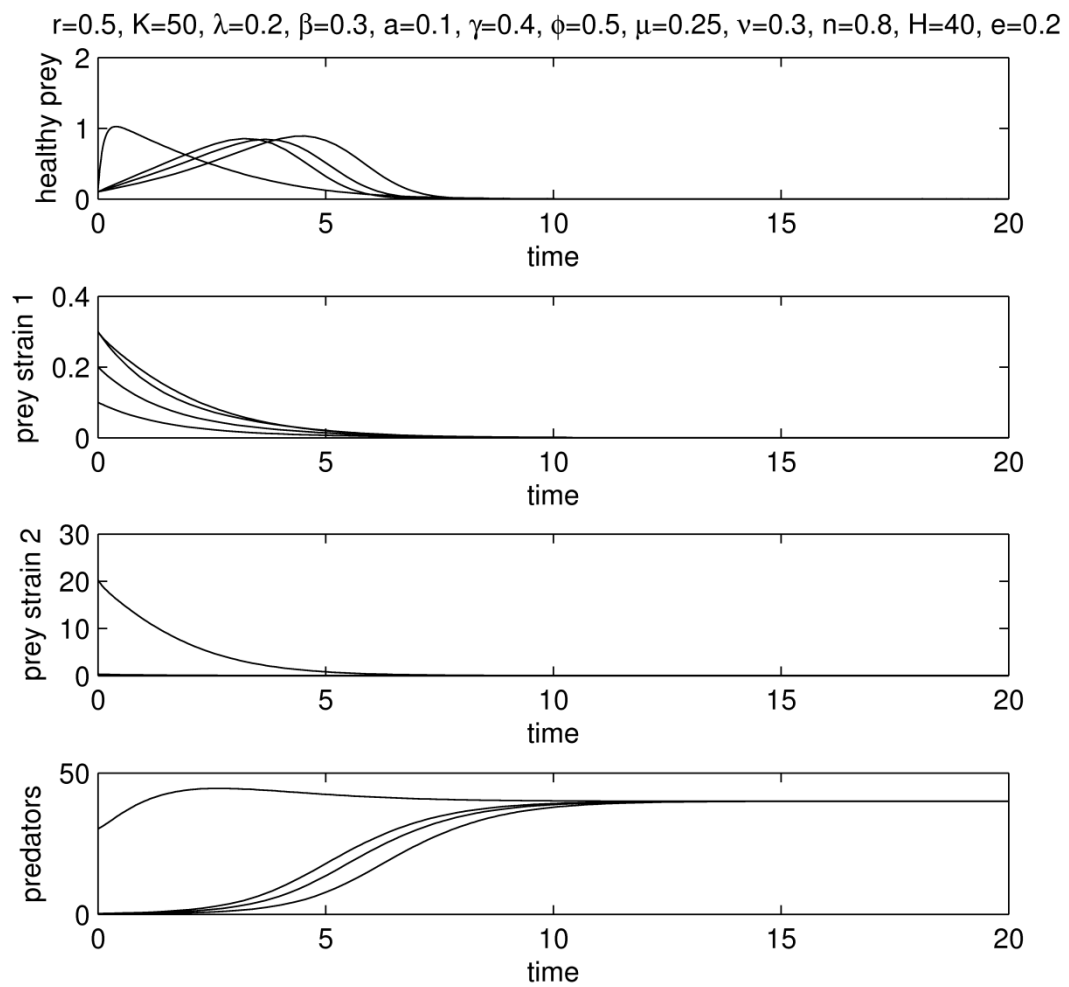 r=0.5, K=50, λ=0.2, β=0.3, a=0.1, γ=0.4, ϕ=0.5, μ=0.25, ν=0.3, n=0.8, H=40, e=0.2
healthy prey
2
1
0
0 5 10 15 20
time
prey strain 1
0.4
0.2
0
0 5 10 15 20
time
prey strain 2
30
20
10
0
0 5 10 15 20
time
predators
50
0
0 5 10 15 20
time